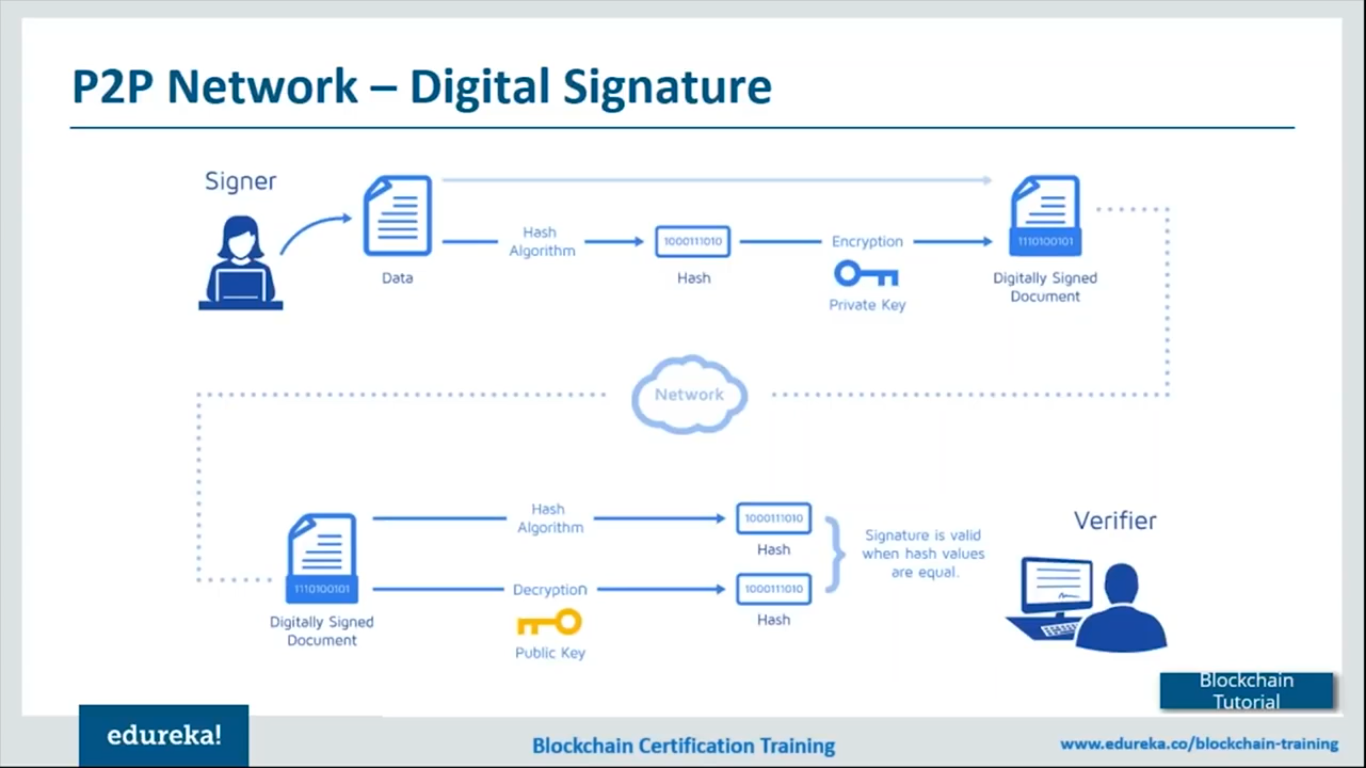 P2P Network – Digital Signature
Signer
Hash
Algorithm
1000111010
Encryption
1110100101
Data
Hash
Private Key
Digitally Signed
Document
Network
Hash
Algorithm
1000111010
Hash
Signature is valid
when hash values
are equal.
Verifier
1110100101
Decryption
1000111010
Hash
Digitally Signed
Document
Public Key
Blockchain
Tutorial
edureka!
Blockchain Certification Training
www.edureka.co/blockchain-training